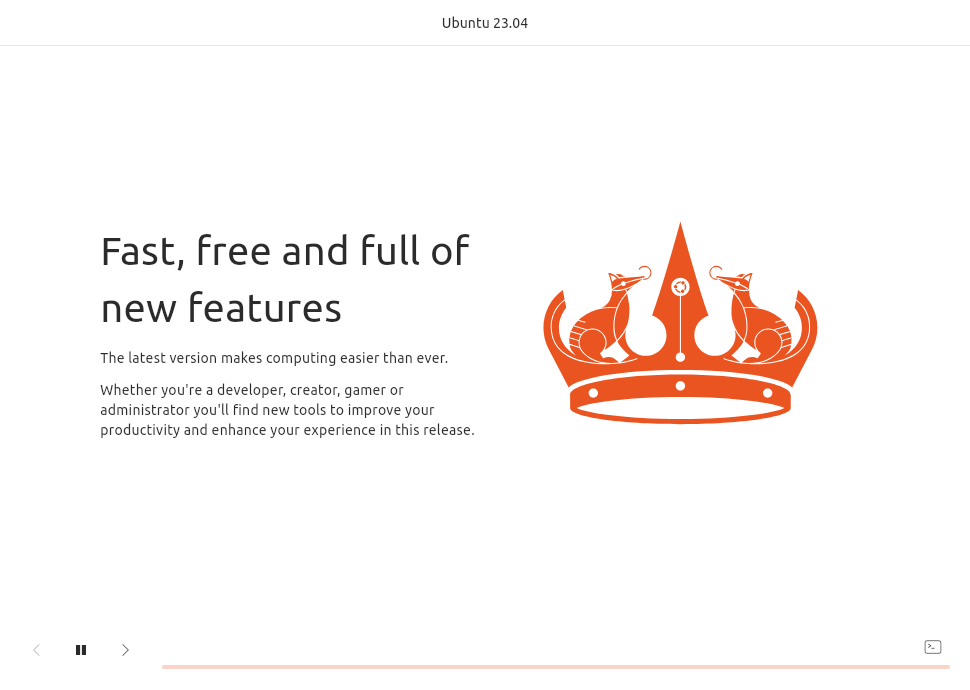 Ubuntu 23.04
Fast, free and full of
new features
The latest version makes computing easier than ever.
Whether you're a developer, creator, gamer or
administrator you'll find new tools to improve your
productivity and enhance your experience in this release.